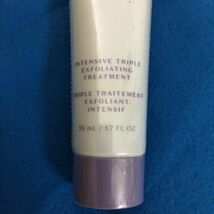 INTENSIVE TRIPLE
EXFOLIATING
TREATMENT
TRIPLE TRAITEMENT
EXFOLIANT.
INTENSIF
50 mL / 1.7 FL OZ